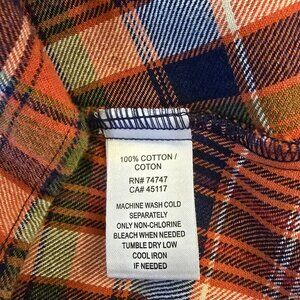 100% COTTON /
COTON
RN# 74747
CA# 45117
MACHINE WASH COLD
SEPARATELY
ONLY NON-CHLORINE
BLEACH WHEN NEEDED
TUMBLE DRY LOW
COOL IRON
IF NEEDED